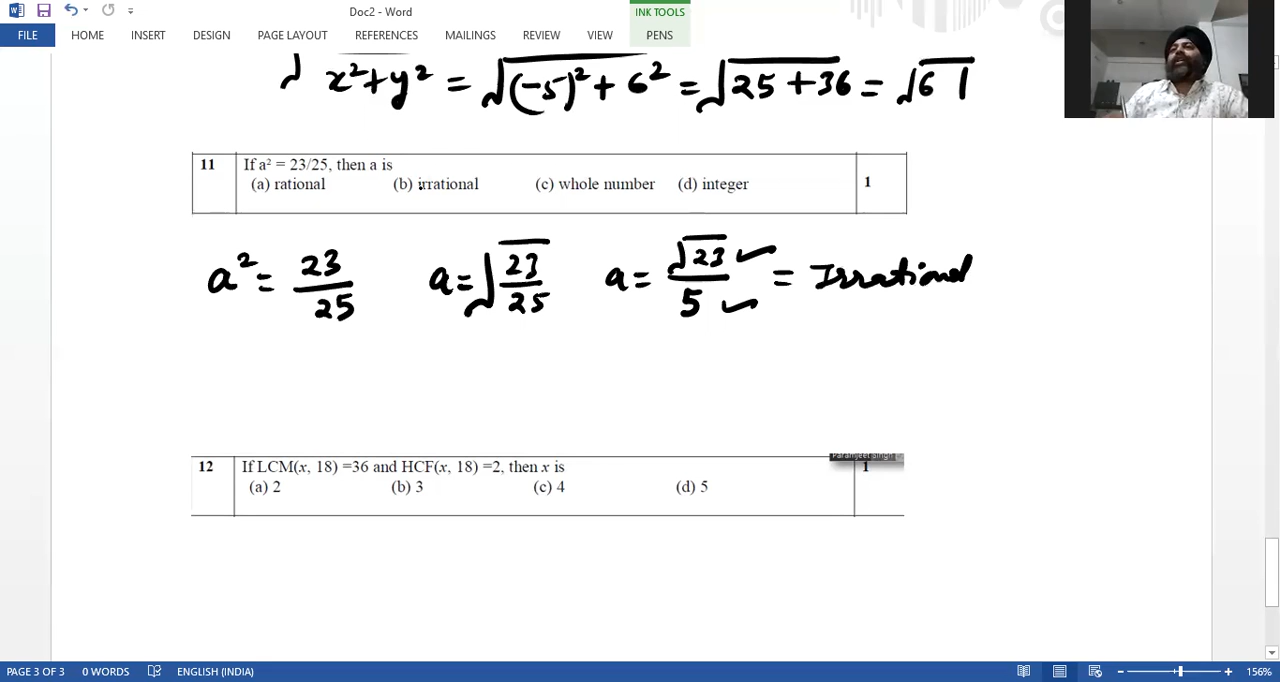 Doc2 - Word
INK TOOLS
FILE HOME INSERT DESIGN PAGE LAYOUT REFERENCES MAILINGS REVIEW VIEW PENS
√x²+y² = √(-5)²+6² = √25+36 = √61
11 If a² = 23/25, then a is
(a) rational (b) irrational (c) whole number (d) integer 1
a² = 23/25 a = √23/25 a = √23/5 = Irrational
Paramjeet Singh
12 If LCM(x, 18) =36 and HCF(x, 18) =2, then x is 1
(a) 2 (b) 3 (c) 4 (d) 5
PAGE 3 OF 3 0 WORDS ENGLISH (INDIA) 156%